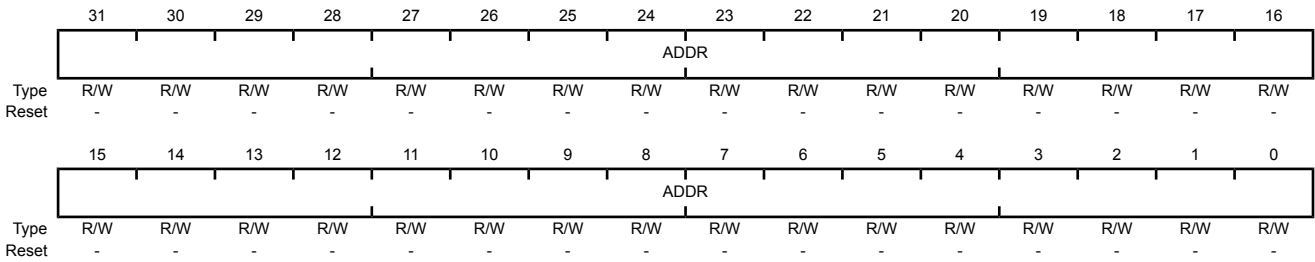 31 30 29 28 27 26 25 24 23 22 21 20 19 18 17 16
ADDR
Type R/W R/W R/W R/W R/W R/W R/W R/W R/W R/W R/W R/W R/W R/W R/W R/W
Reset - - - - - - - - - - - - - - - -
15 14 13 12 11 10 9 8 7 6 5 4 3 2 1 0
ADDR
Type R/W R/W R/W R/W R/W R/W R/W R/W R/W R/W R/W R/W R/W R/W R/W R/W
Reset - - - - - - - - - - - - - - - -